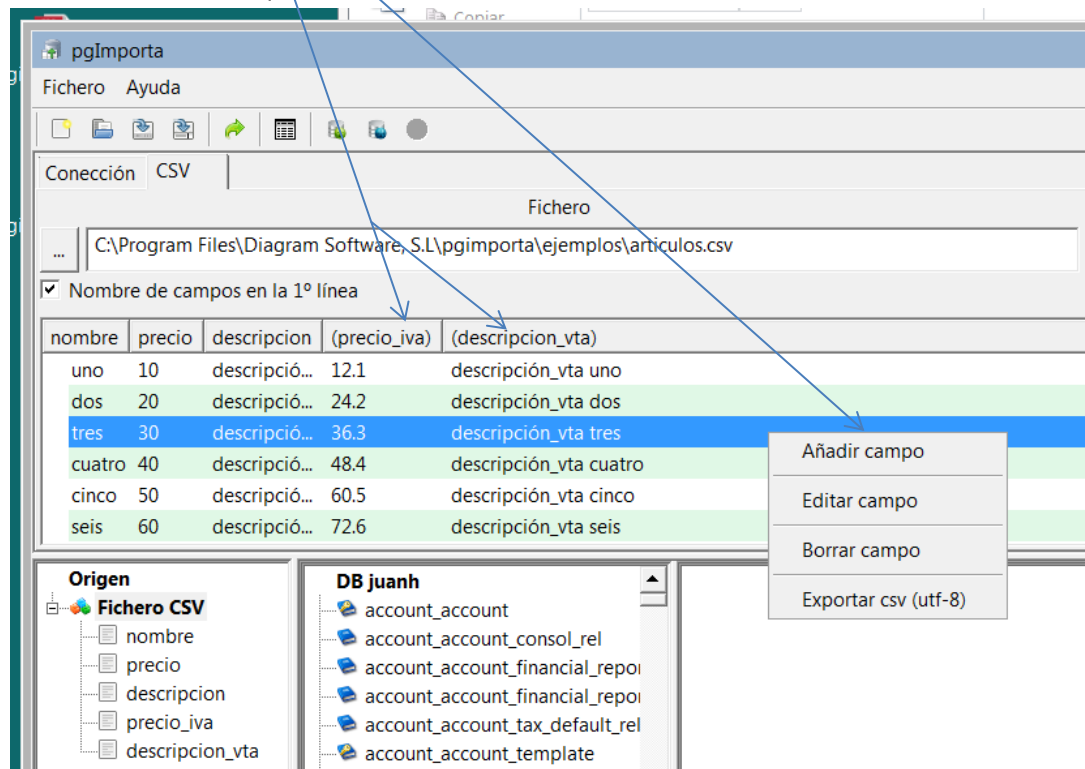 Copiar
pgImporta
Fichero Ayuda
Conección CSV
Fichero
... C:\Program Files\Diagram Software, S.L\pgimporta\ejemplos\articulos.csv
Nombre de campos en la 1º línea
nombre precio descripcion (precio_iva) (descripcion_vta)
uno 10 descripció... 12.1 descripción_vta uno
dos 20 descripció... 24.2 descripción_vta dos
tres 30 descripció... 36.3 descripción_vta tres
cuatro 40 descripció... 48.4 descripción_vta cuatro
cinco 50 descripció... 60.5 descripción_vta cinco
seis 60 descripció... 72.6 descripción_vta seis
Añadir campo
Editar campo
Borrar campo
Exportar csv (utf-8)
Origen
Fichero CSV
nombre
precio
descripcion
precio_iva
descripcion_vta
DB juanh
account_account
account_account_consol_rel
account_account_financial_repor
account_account_financial_repor
account_account_tax_default_rel
account_account_template